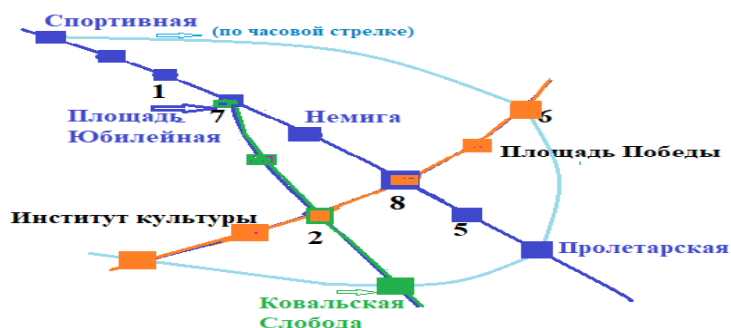 Спортивная
(по часовой стрелке)
1
Площадь
Юбилейная
7
Немига
6
Площадь Победы
8
Институт культуры
2
5
Пролетарская
Ковальская
Слобода